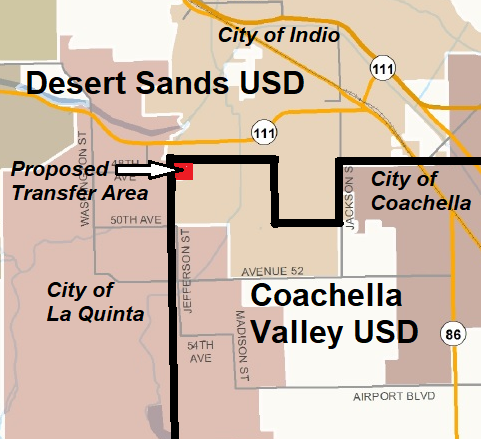 City of Indio
Desert Sands USD
111
111
WASHINGTON ST
48TH
AVE
Proposed
Transfer Area
50TH AVE
JEFFERSON ST
JACKSON S
City of
Coachella
AVENUE 52
City of
La Quinta
Coachella
Valley USD
MADISON ST
54TH
AVE
86
AIRPORT BLVD